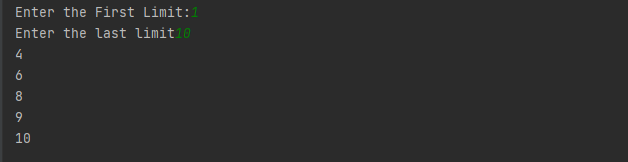 Enter the First Limit:1
Enter the last limit10
4
6
8
9
10